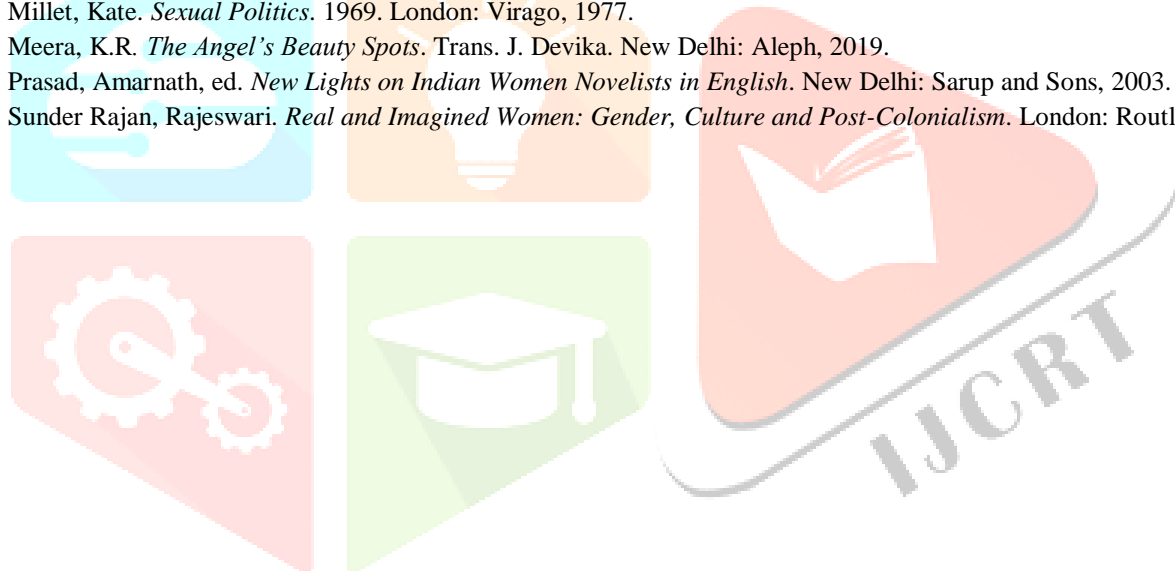 Millet, Kate. Sexual Politics. 1969. London: Virago, 1977.
Meera, K.R. The Angel’s Beauty Spots. Trans. J. Devika. New Delhi: Aleph, 2019.
Prasad, Amarnath, ed. New Lights on Indian Women Novelists in English. New Delhi: Sarup and Sons, 2003.
Sunder Rajan, Rajeswari. Real and Imagined Women: Gender, Culture and Post-Colonialism. London: Routl
IJCRT